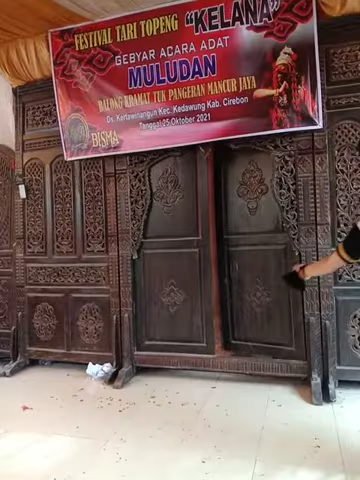 FESTIVAL TARI TOPENG "KELANA"
GEBYAR ACARA ADAT
MULUDAN
BALONG KRAMAT TUK PANGERAN MANCUR JAYA
Ds. Kertawinangun Kec. Kedawung Kab. Cirebon
Tanggal 25 Oktober 2021
BISMA